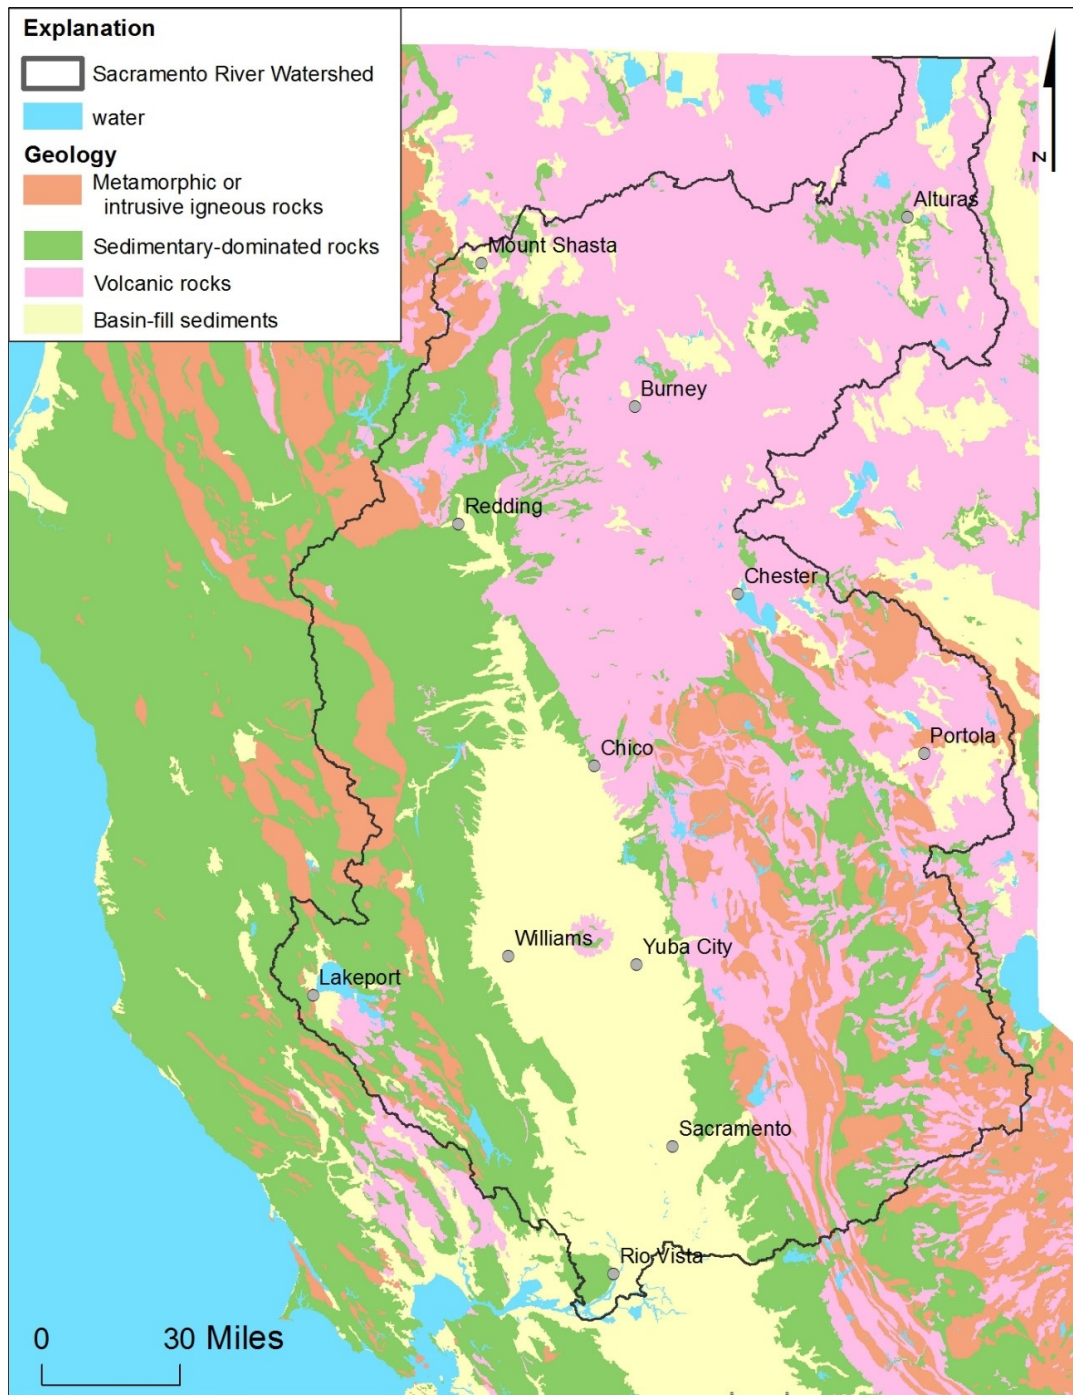 Explanation
Sacramento River Watershed
water
Geology
Metamorphic or
intrusive igneous rocks
Sedimentary-dominated rocks
Volcanic rocks
Basin-fill sediments
N
Alturas
Mount Shasta
Burney
Redding
Chester
Portola
Chico
Williams
Yuba City
Lakeport
Sacramento
Rio Vista
0 30 Miles